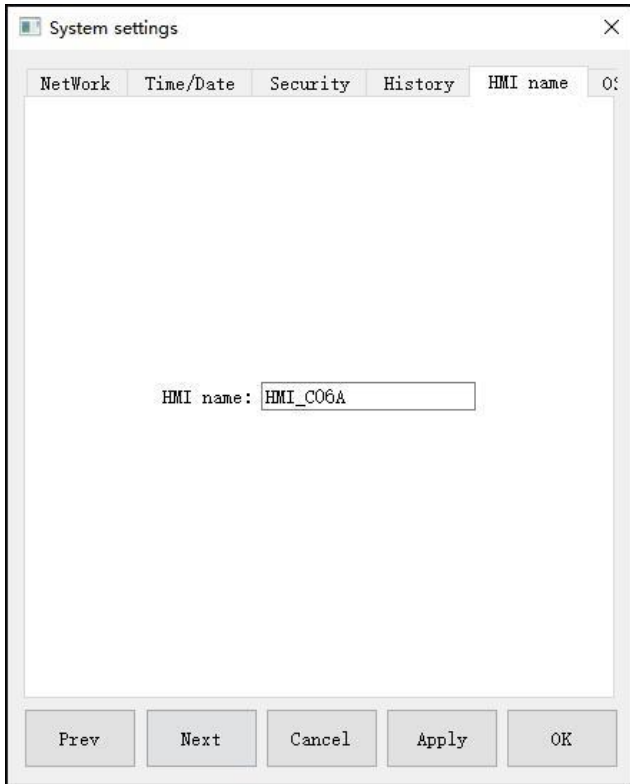 System settings
NetWork Time/Date Security History HMI name
HMI name: HMI_C06A
Prev Next Cancel Apply OK